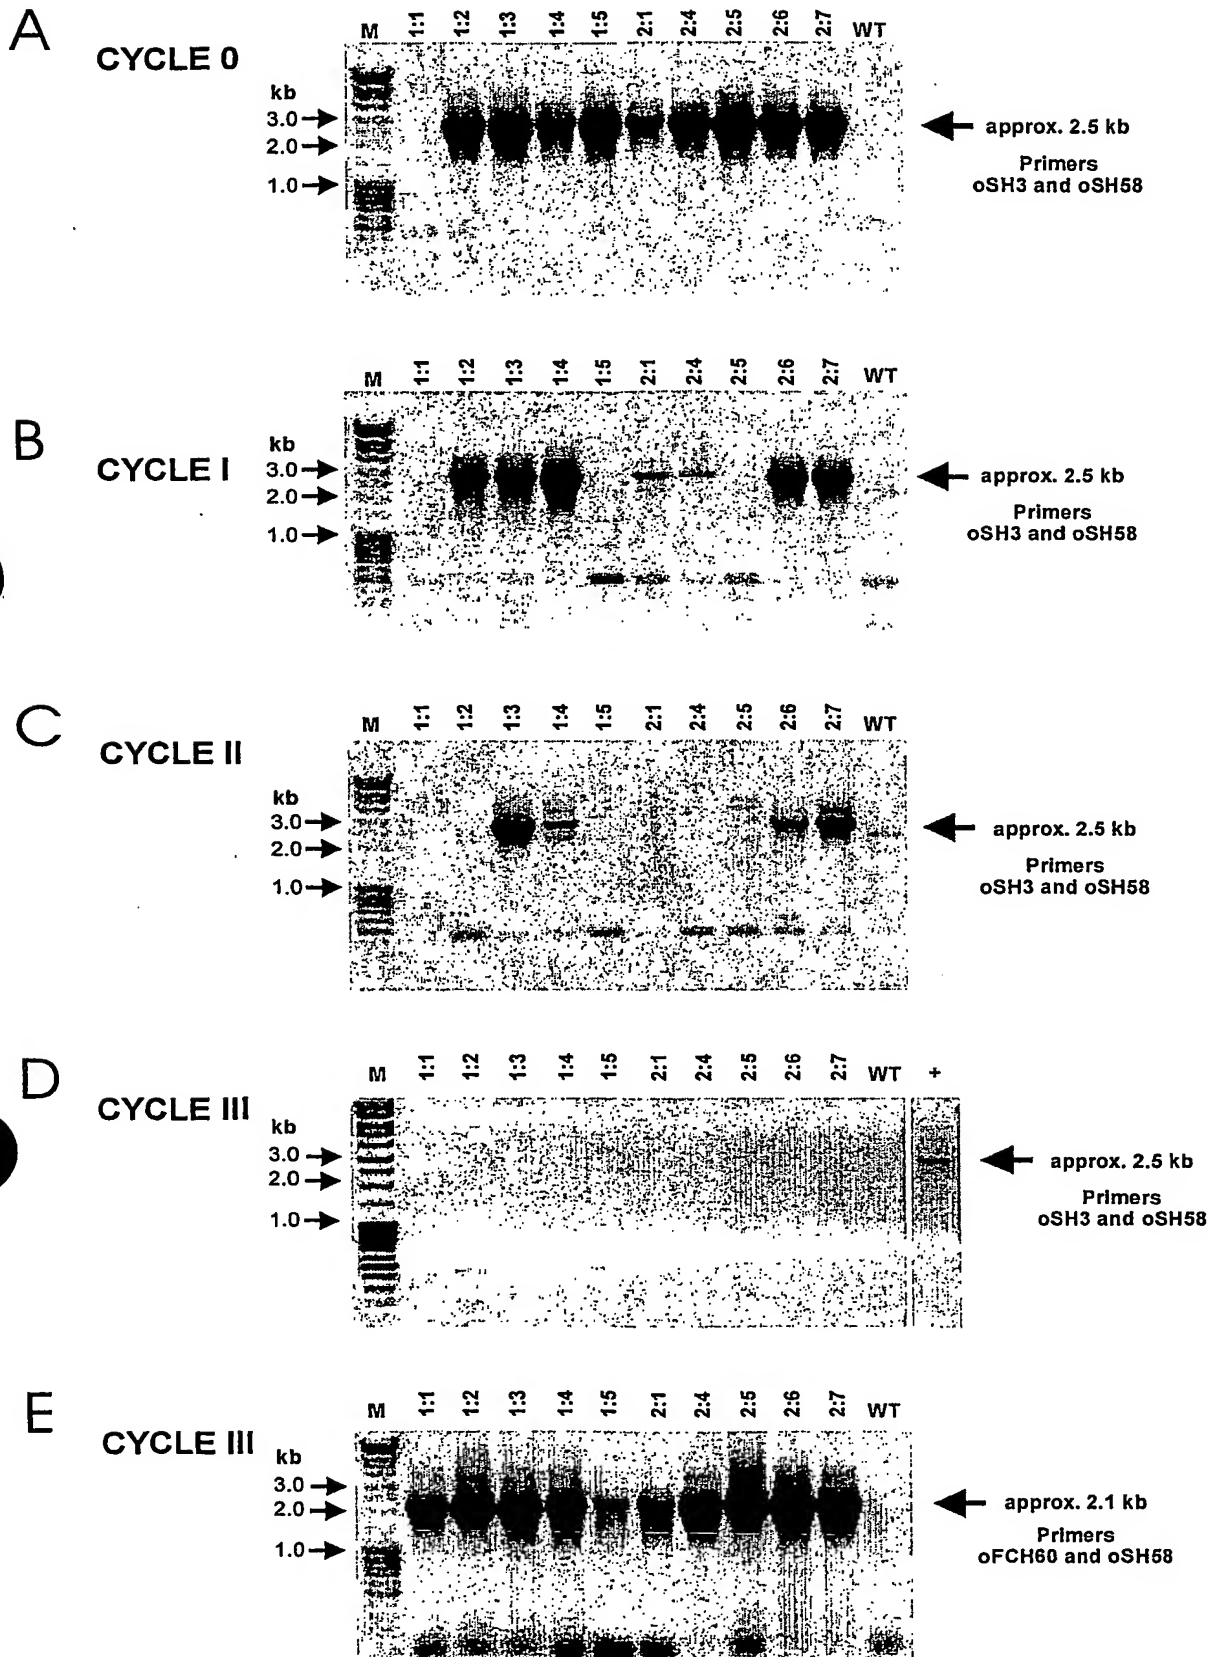 A
CYCLE 0
M 1:1 1:2 1:3 1:4 1:5 2:1 2:4 2:5 2:6 2:7 WT
kb
3.0
2.0
1.0
approx. 2.5 kb
Primers
oSH3 and oSH58
B
CYCLE I
M 1:1 1:2 1:3 1:4 1:5 2:1 2:4 2:5 2:6 2:7 WT
kb
3.0
2.0
1.0
approx. 2.5 kb
Primers
oSH3 and oSH58
C
CYCLE II
M 1:1 1:2 1:3 1:4 1:5 2:1 2:4 2:5 2:6 2:7 WT
kb
3.0
2.0
1.0
approx. 2.5 kb
Primers
oSH3 and oSH58
D
CYCLE III
M 1:1 1:2 1:3 1:4 1:5 2:1 2:4 2:5 2:6 2:7 WT +
kb
3.0
2.0
1.0
approx. 2.5 kb
Primers
oSH3 and oSH58
E
CYCLE III
M 1:1 1:2 1:3 1:4 1:5 2:1 2:4 2:5 2:6 2:7 WT
kb
3.0
2.0
1.0
approx. 2.1 kb
Primers
oFCH60 and oSH58